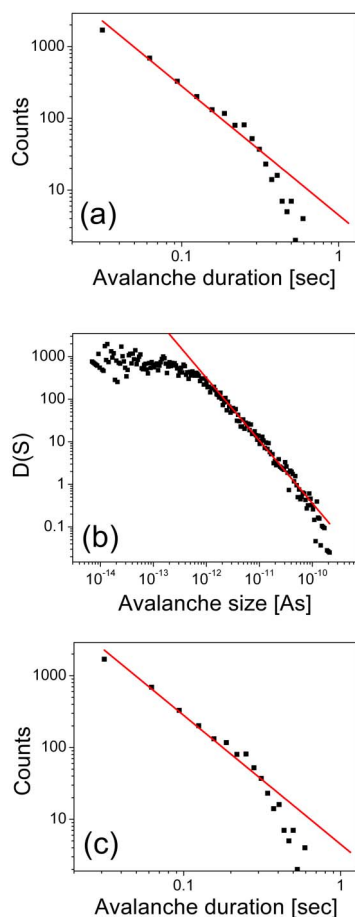 1000
100
10
Counts
(a)
0.1 1
Avalanche duration [sec]
1000
100
10
1
0.1
D(S)
(b)
10⁻¹⁴ 10⁻¹³ 10⁻¹² 10⁻¹¹ 10⁻¹⁰
Avalanche size [As]
1000
100
10
Counts
(c)
0.1 1
Avalanche duration [sec]